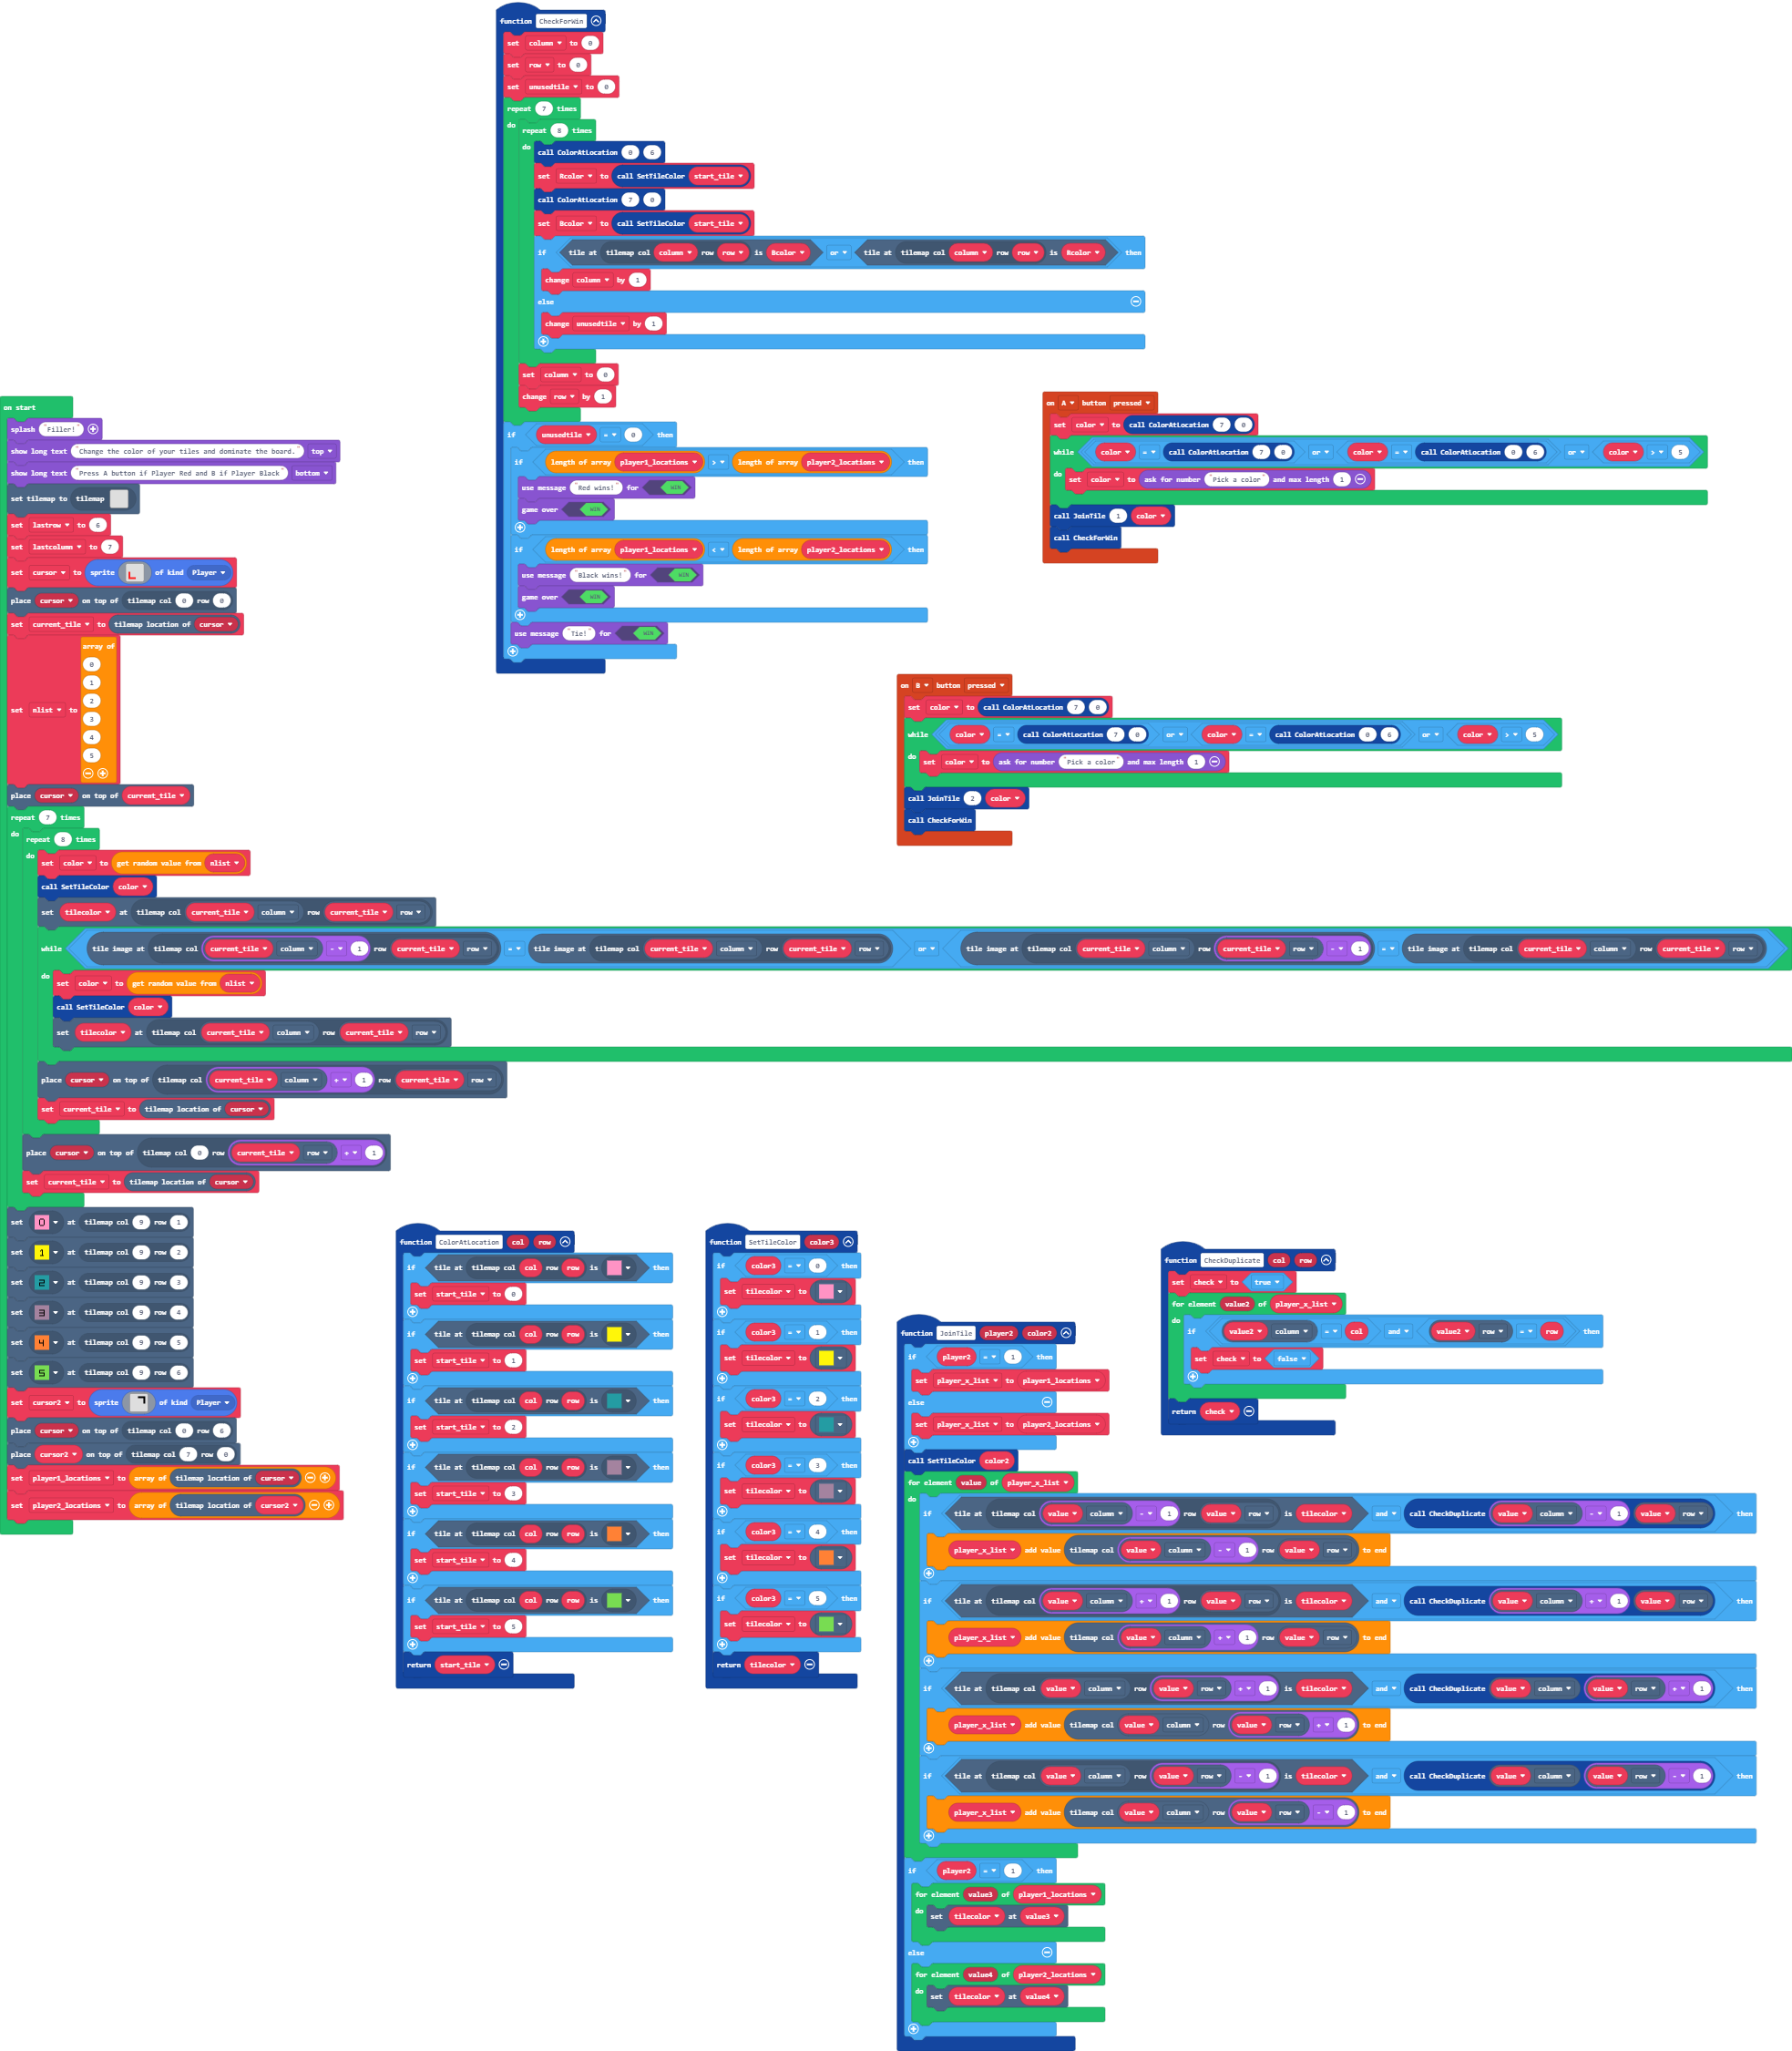 function CheckForWin
set column to 0
set row to 0
set unusedtile to 0
repeat 7 times
do repeat 8 times
do call ColorAtLocation 0 6
set Rcolor to call SetTileColor start_tile
call ColorAtLocation 7 0
set Bcolor to call SetTileColor start_tile
if tile at tilemap col column row row is Bcolor or tile at tilemap col column row row is Rcolor then
change column by 1
else
change unusedtile by 1
set column to 0
change row by 1
if unusedtile = 0 then
if length of array player1_locations > length of array player2_locations then
use message "Red wins!" for WIN
game over WIN
if length of array player1_locations < length of array player2_locations then
use message "Black wins!" for WIN
game over WIN
use message "Tie!" for WIN
on A button pressed
set color to call ColorAtLocation 7 0
while color = call ColorAtLocation 7 0 or color = call ColorAtLocation 0 6 or color > 5
do set color to ask for number "Pick a color" and max length 1
call JoinTile 1 color
call CheckForWin
on B button pressed
set color to call ColorAtLocation 7 0
while color = call ColorAtLocation 7 0 or color = call ColorAtLocation 0 6 or color > 5
do set color to ask for number "Pick a color" and max length 1
call JoinTile 2 color
call CheckForWin
on start
splash "Filler!"
show long text "Change the color of your tiles and dominate the board." top
show long text "Press A button if Player Red and B if Player Black" bottom
set tilemap to tilemap
set lastrow to 6
set lastcolumn to 7
set cursor to sprite of kind Player
place cursor on top of tilemap col 0 row 0
set current_tile to tilemap location of cursor
set nlist to array of
0
1
2
3
4
5
place cursor on top of current_tile
repeat 7 times
do repeat 8 times
do set color to get random value from nlist
call SetTileColor color
set tilecolor at tilemap col current_tile column row current_tile row
while tile image at tilemap col current_tile column - 1 row current_tile row = tile image at tilemap col current_tile column row current_tile row or tile image at tilemap col current_tile column row current_tile row - 1 = tile image at tilemap col current_tile column row current_tile row
do set color to get random value from nlist
call SetTileColor color
set tilecolor at tilemap col current_tile column row current_tile row
place cursor on top of tilemap col current_tile column + 1 row current_tile row
set current_tile to tilemap location of cursor
place cursor on top of tilemap col 0 row current_tile row + 1
set current_tile to tilemap location of cursor
set 0 at tilemap col 9 row 1
set 1 at tilemap col 9 row 2
set 2 at tilemap col 9 row 3
set 3 at tilemap col 9 row 4
set 4 at tilemap col 9 row 5
set 5 at tilemap col 9 row 6
set cursor2 to sprite of kind Player
place cursor on top of tilemap col 0 row 6
place cursor2 on top of tilemap col 7 row 0
set player1_locations to array of tilemap location of cursor
set player2_locations to array of tilemap location of cursor2
function ColorAtLocation col row
if tile at tilemap col col row row is then
set start_tile to 0
if tile at tilemap col col row row is then
set start_tile to 1
if tile at tilemap col col row row is then
set start_tile to 2
if tile at tilemap col col row row is then
set start_tile to 3
if tile at tilemap col col row row is then
set start_tile to 4
if tile at tilemap col col row row is then
set start_tile to 5
return start_tile
function SetTileColor color3
if color3 = 0 then
set tilecolor to
if color3 = 1 then
set tilecolor to
if color3 = 2 then
set tilecolor to
if color3 = 3 then
set tilecolor to
if color3 = 4 then
set tilecolor to
if color3 = 5 then
set tilecolor to
return tilecolor
function JoinTile player2 color2
if player2 = 1 then
set player_x_list to player1_locations
else
set player_x_list to player2_locations
call SetTileColor color2
for element value of player_x_list
do if tile at tilemap col value column - 1 row value row is tilecolor and call CheckDuplicate value column - 1 value row then
player_x_list add value tilemap col value column - 1 row value row to end
if tile at tilemap col value column + 1 row value row is tilecolor and call CheckDuplicate value column + 1 value row then
player_x_list add value tilemap col value column + 1 row value row to end
if tile at tilemap col value column row value row + 1 is tilecolor and call CheckDuplicate value column value row + 1 then
player_x_list add value tilemap col value column row value row + 1 to end
if tile at tilemap col value column row value row - 1 is tilecolor and call CheckDuplicate value column value row - 1 then
player_x_list add value tilemap col value column row value row - 1 to end
if player2 = 1 then
for element value3 of player1_locations
do set tilecolor at value3
else
for element value4 of player2_locations
do set tilecolor at value4
function CheckDuplicate col row
set check to true
for element value2 of player_x_list
do if value2 column = col and value2 row = row then
set check to false
return check